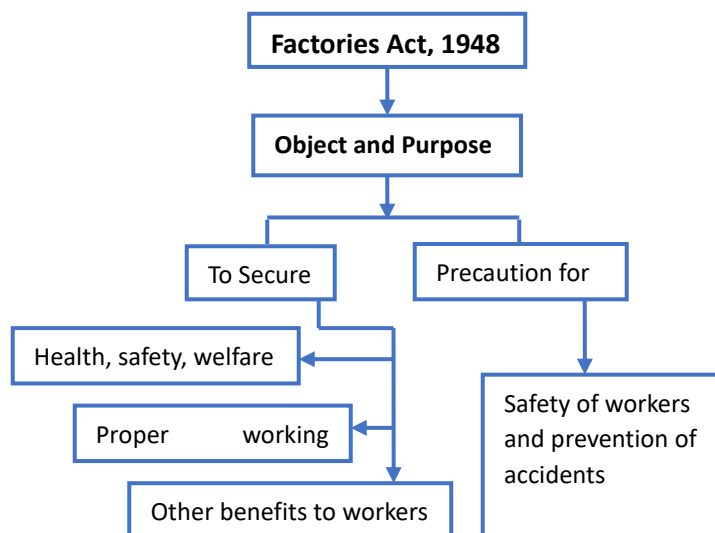 Factories Act, 1948
Object and Purpose
To Secure
Precaution for
Health, safety, welfare
Proper working
Other benefits to workers
Safety of workers
and prevention of
accidents